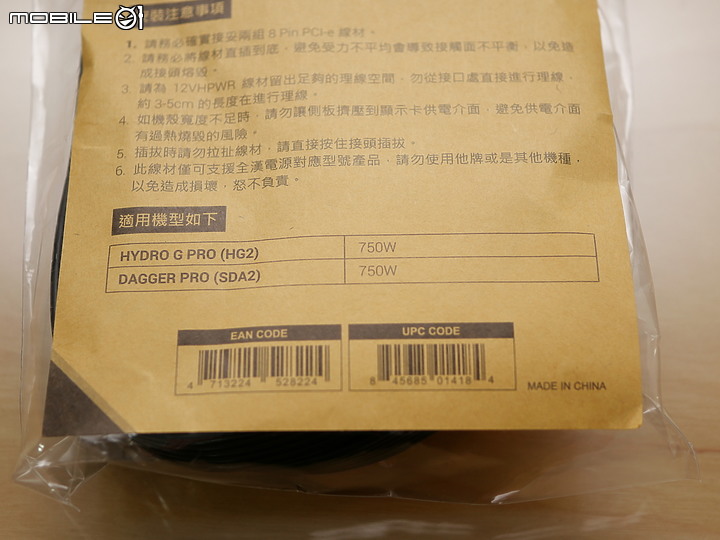 MOBILE01
裝注意事項
1. 請務必確實接妥兩組 8 Pin PCI-e 線材。
2. 請務必將線材直插到底，避免受力不平均會導致接觸面不平衡，以免造
成接頭熔毀。
3. 請為 12VHPWR 線材留出足夠的理線空間，勿從接口處直接進行理線，
約 3-5cm 的長度在進行理線。
4. 如機殼寬度不足時，請勿讓側板擠壓到顯示卡供電介面，避免供電介面
有過熱燒毀的風險。
5. 插拔時請勿拉扯線材，請直接按住接頭插拔。
6. 此線材僅可支援全漢電源對應型號產品，請勿使用他牌或是其他機種，
以免造成損壞，恕不負責。
適用機型如下
HYDRO G PRO (HG2) 750W
DAGGER PRO (SDA2) 750W
EAN CODE UPC CODE
4 713224 528224 8 45685 01418 4
MADE IN CHINA